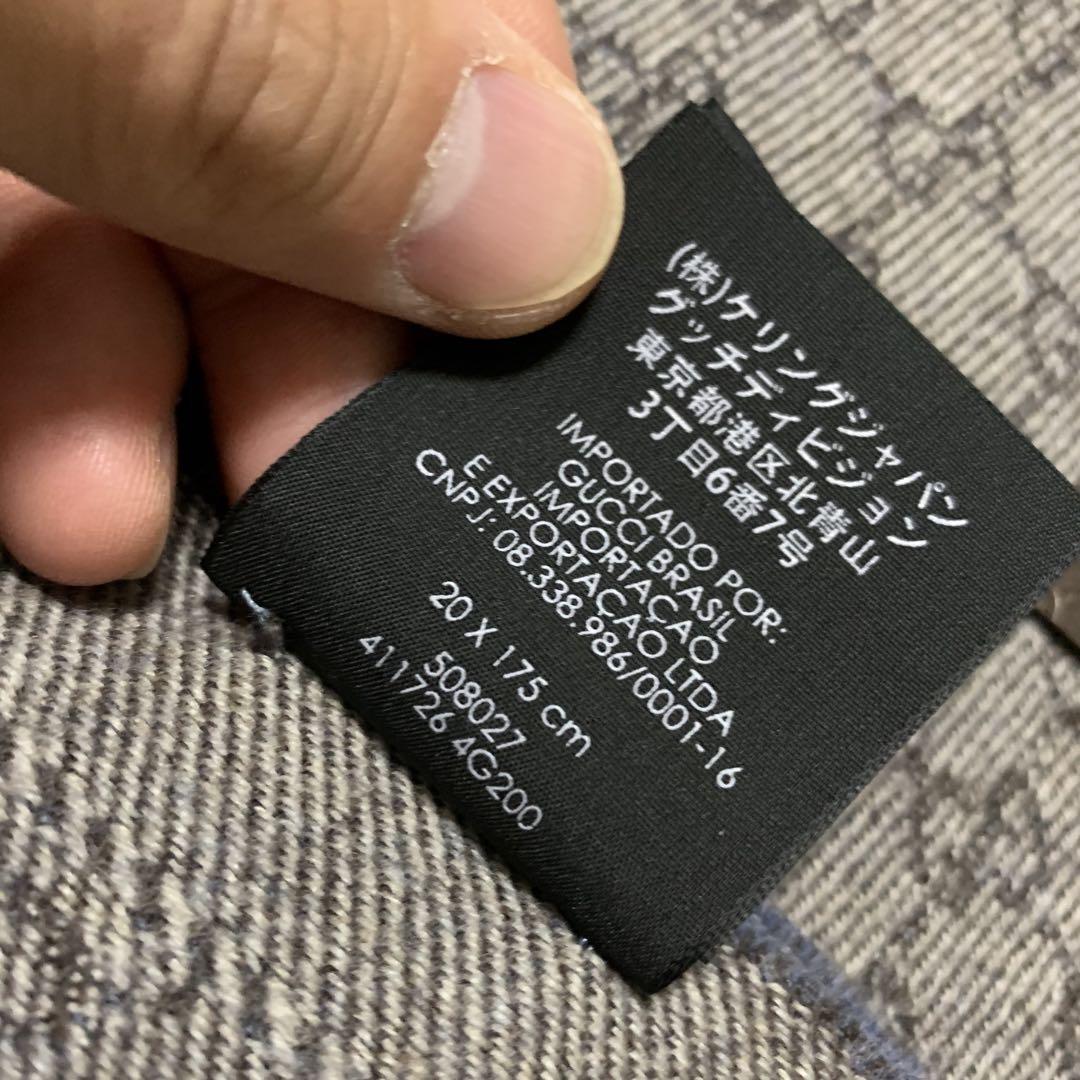 (株)ケリングジャパン
グッチディビジョン
東京都港区北青山
3丁目6番7号
IMPORTADO POR:
GUCCI BRASIL
IMPORTAÇAO
E EXPORTAÇAO LTDA
CNPJ: 08.338.986/0001-16
20 X 175 cm
508027
411726 4G200